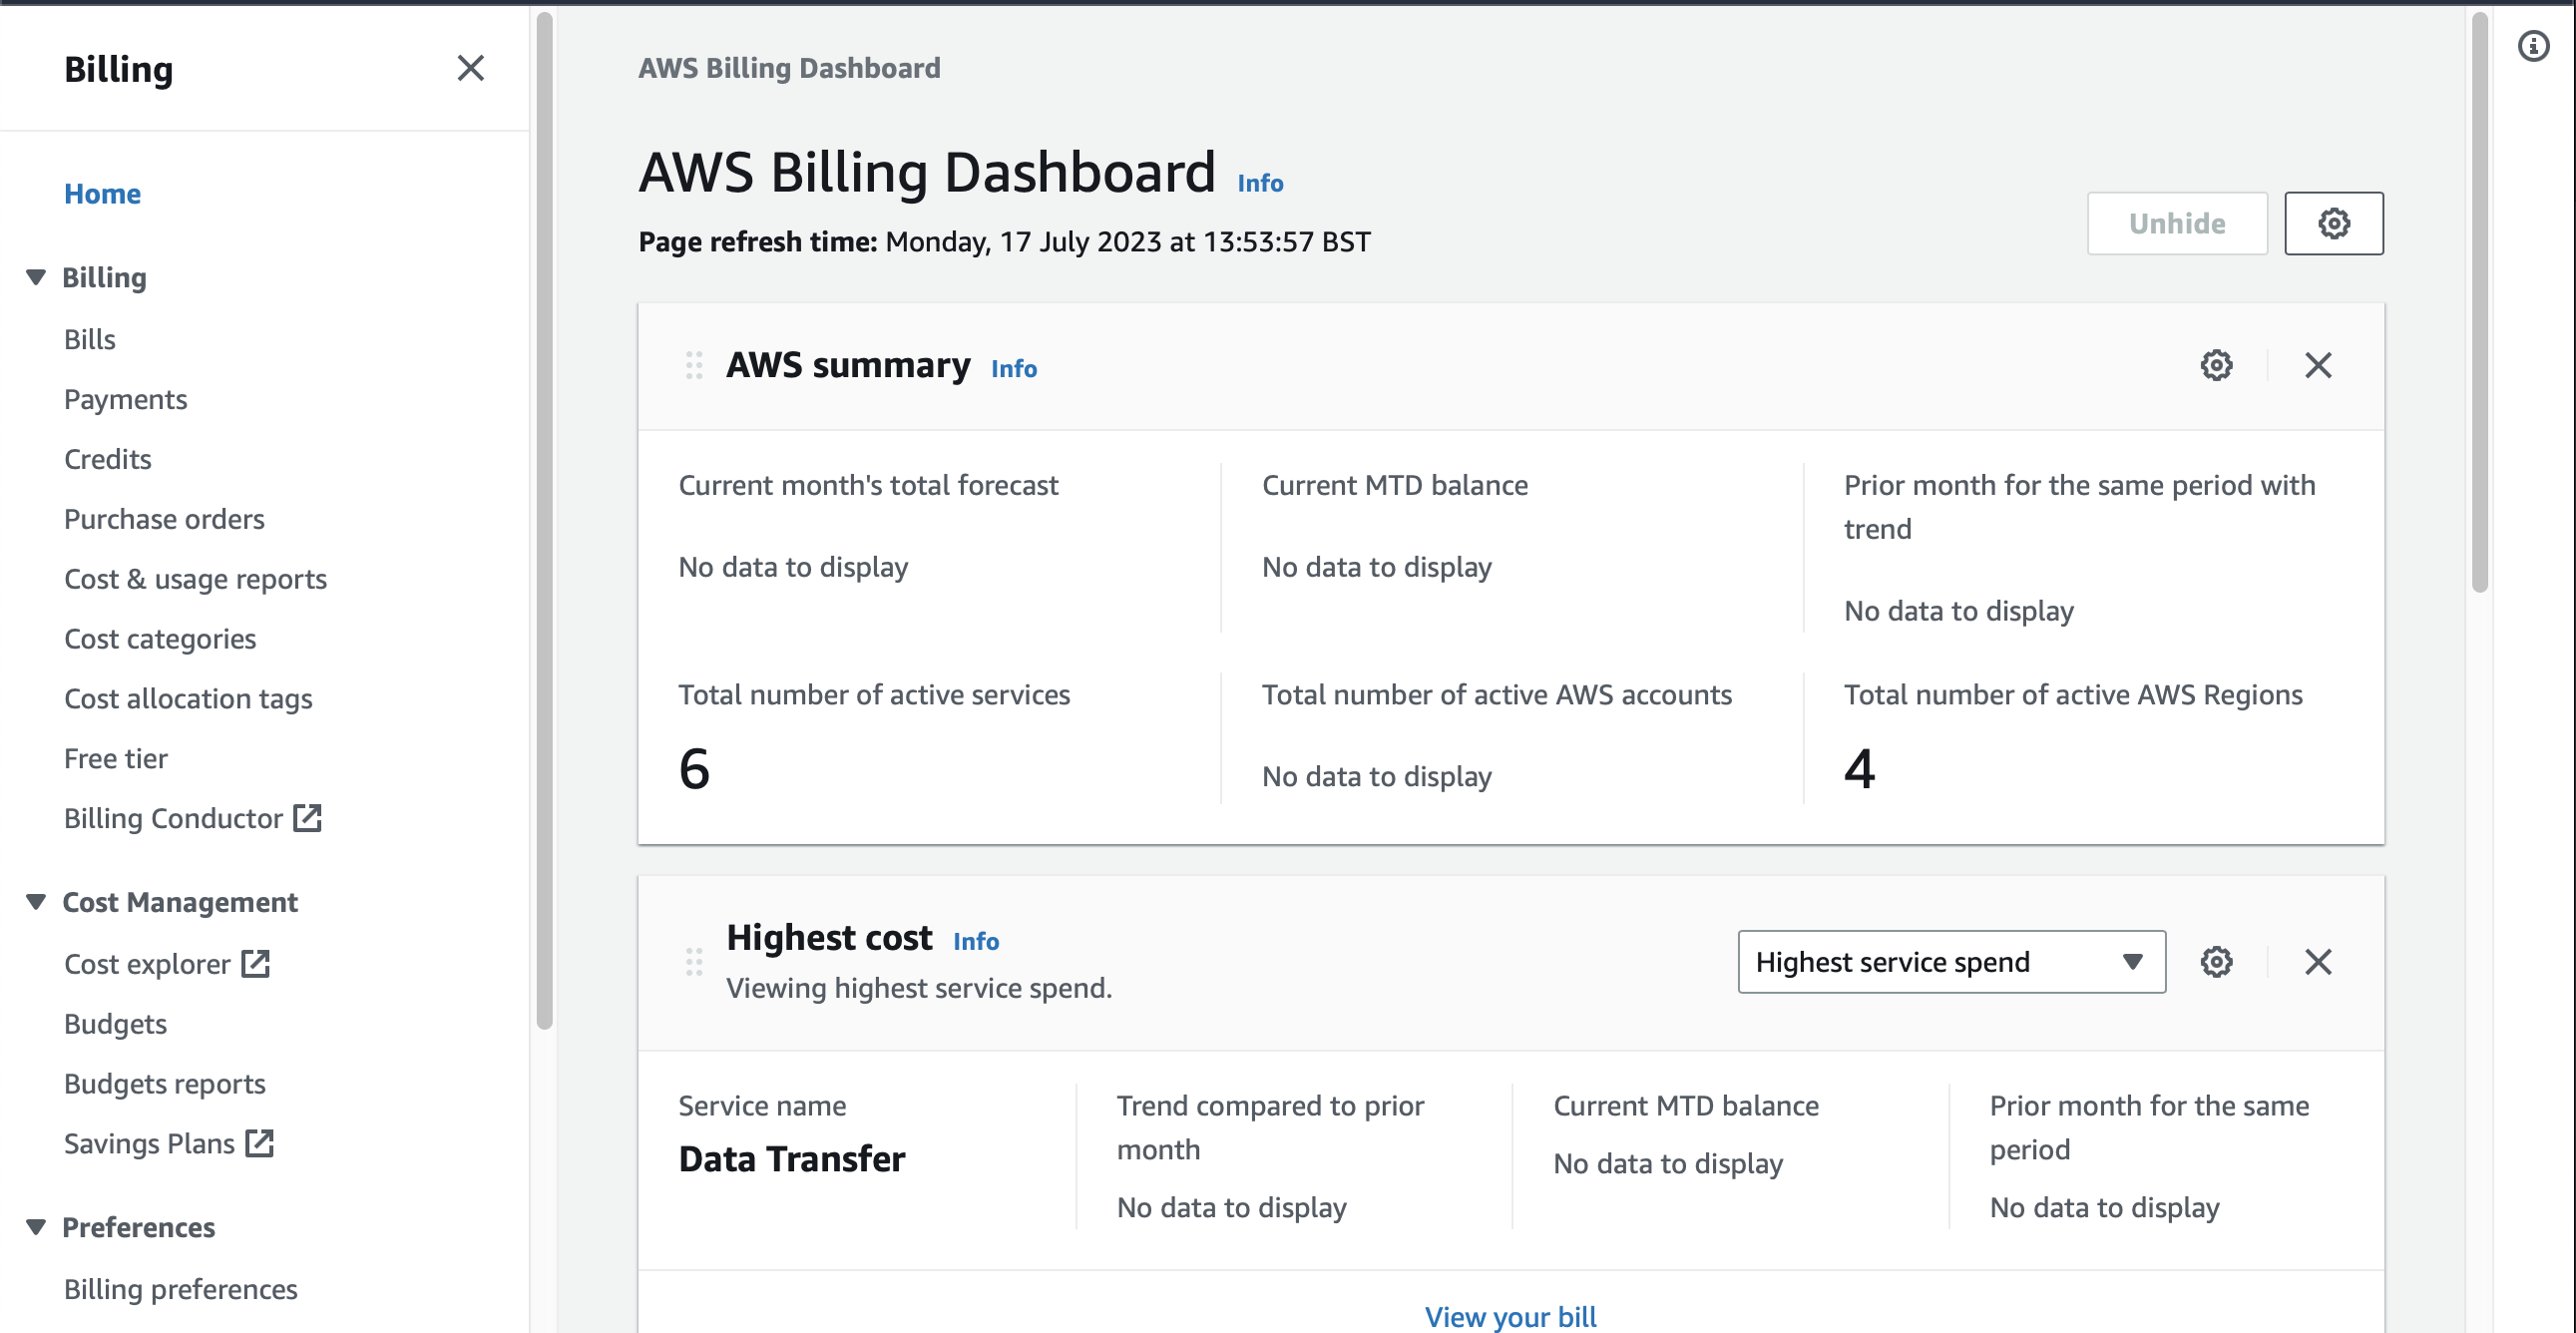 Billing
Home
Billing
Bills
Payments
Credits
Purchase orders
Cost & usage reports
Cost categories
Cost allocation tags
Free tier
Billing Conductor
Cost Management
Cost explorer
Budgets
Budgets reports
Savings Plans
Preferences
Billing preferences
AWS Billing Dashboard
AWS Billing Dashboard Info
Page refresh time: Monday, 17 July 2023 at 13:53:57 BST
Unhide
AWS summary Info
Current month's total forecast
No data to display
Current MTD balance
No data to display
Prior month for the same period with
trend
No data to display
Total number of active services
6
Total number of active AWS accounts
No data to display
Total number of active AWS Regions
4
Highest cost Info
Viewing highest service spend.
Highest service spend
Service name
Data Transfer
Trend compared to prior
month
No data to display
Current MTD balance
No data to display
Prior month for the same
period
No data to display
View your bill